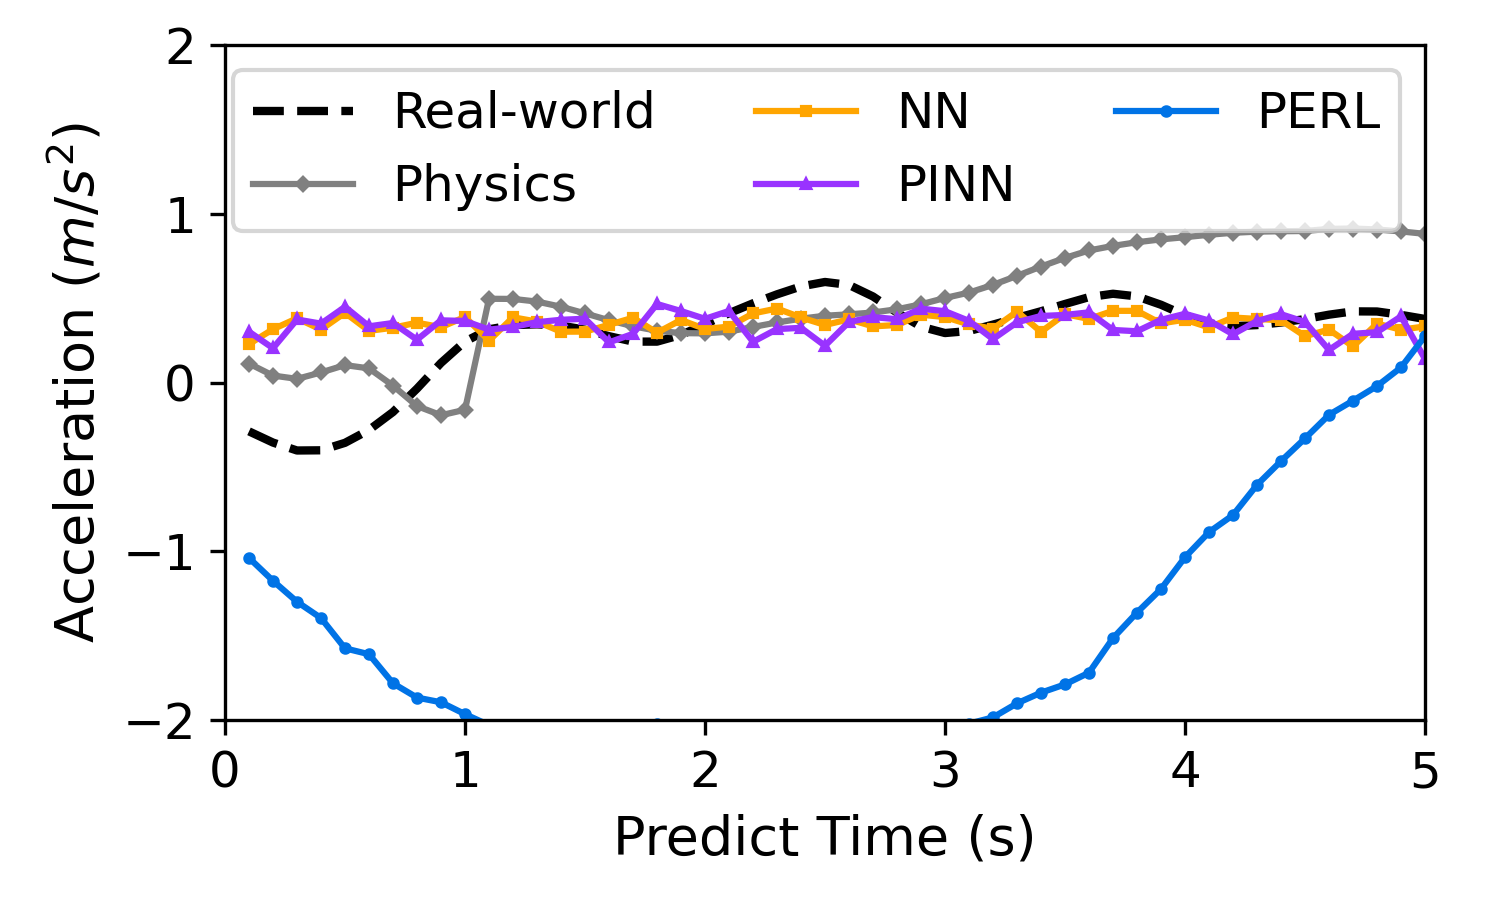 2
1
0
−1
−2
Acceleration (m/s²)
Real-world
Physics
NN
PINN
PERL
0 1 2 3 4 5
Predict Time (s)